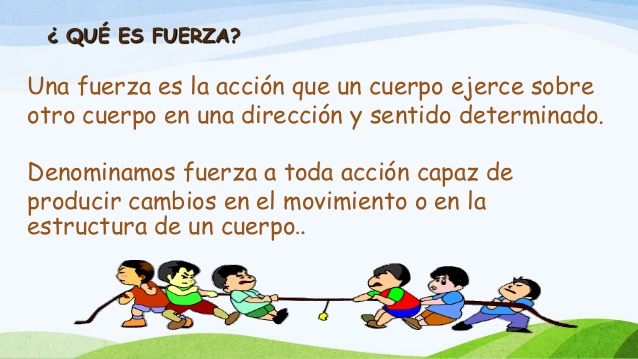 ¿ QUÉ ES FUERZA?
Una fuerza es la acción que un cuerpo ejerce sobre
otro cuerpo en una dirección y sentido determinado.
Denominamos fuerza a toda acción capaz de
producir cambios en el movimiento o en la
estructura de un cuerpo..